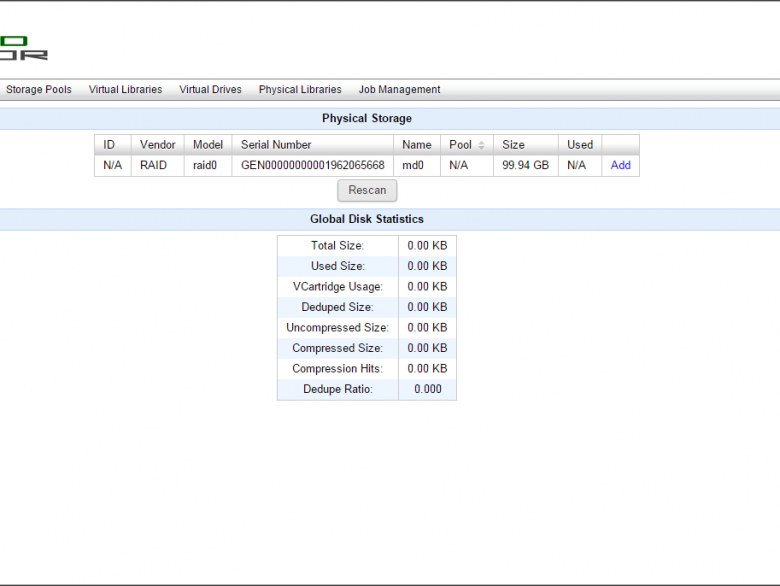 O
OR
Storage Pools Virtual Libraries Virtual Drives Physical Libraries Job Management
Physical Storage
ID Vendor Model Serial Number Name Pool Size Used
N/A RAID raid0 GEN00000000001962065668 md0 N/A 99.94 GB N/A Add
Rescan
Global Disk Statistics
Total Size: 0.00 KB
Used Size: 0.00 KB
VCartridge Usage: 0.00 KB
Deduped Size: 0.00 KB
Uncompressed Size: 0.00 KB
Compressed Size: 0.00 KB
Compression Hits: 0.00 KB
Dedupe Ratio: 0.000